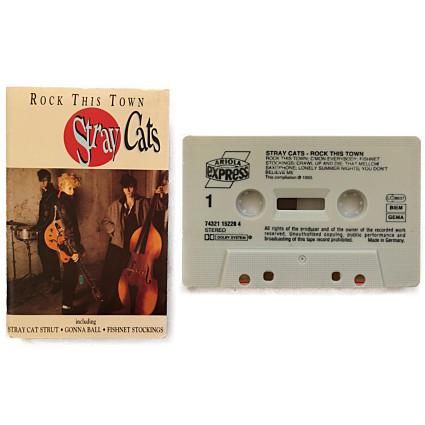 ROCK THIS TOWN
Stray Cats
including
STRAY CAT STRUT • GONNA BALL • FISHNET STOCKINGS
ARIOLA
EXPRESS
STRAY CATS - ROCK THIS TOWN
ROCK THIS TOWN; C'MON EVERYBODY; FISHNET
STOCKINGS; CRAWL UP AND DIE; THAT MELLOW
SAXOPHONE; LONELY SUMMER NIGHTS; YOU DON'T
BELIEVE ME
This compilation
1
74321 15226 4
STEREO
DOLBY SYSTEM
BIEM
GEMA
All rights of the producer and of the owner of the recorded work
reserved. Unauthorised copying, public performance and
broadcasting of this tape record prohibited.
Made in Germany.